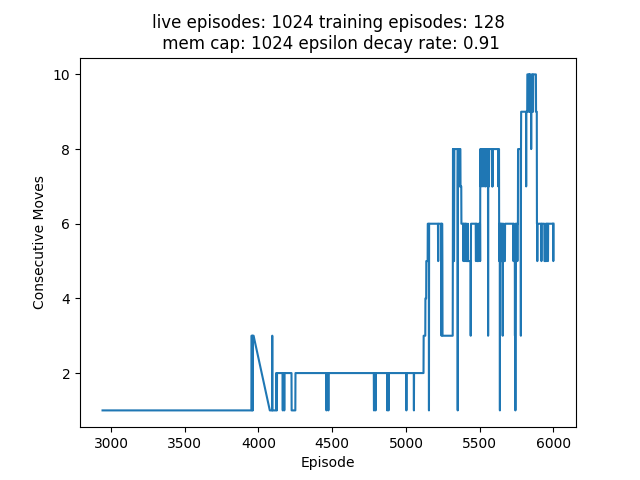 live episodes: 1024 training episodes: 128
mem cap: 1024 epsilon decay rate: 0.91
10
8
6
4
2
Consecutive Moves
3000 3500 4000 4500 5000 5500 6000
Episode